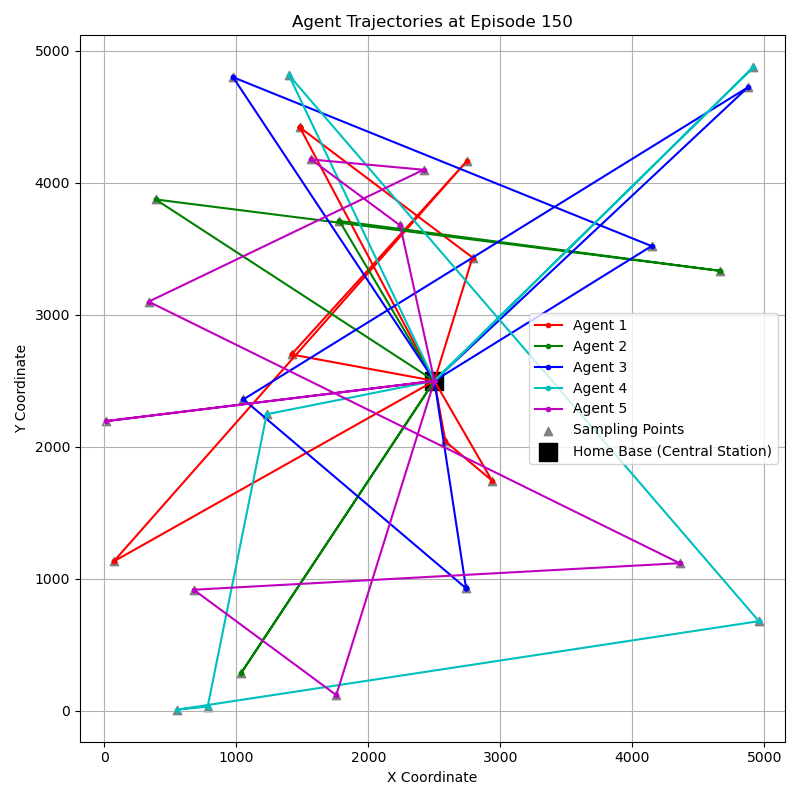 Agent Trajectories at Episode 150
5000
4000
3000
2000
1000
0
Y Coordinate
Agent 1
Agent 2
Agent 3
Agent 4
Agent 5
Sampling Points
Home Base (Central Station)
0 1000 2000 3000 4000 5000
X Coordinate